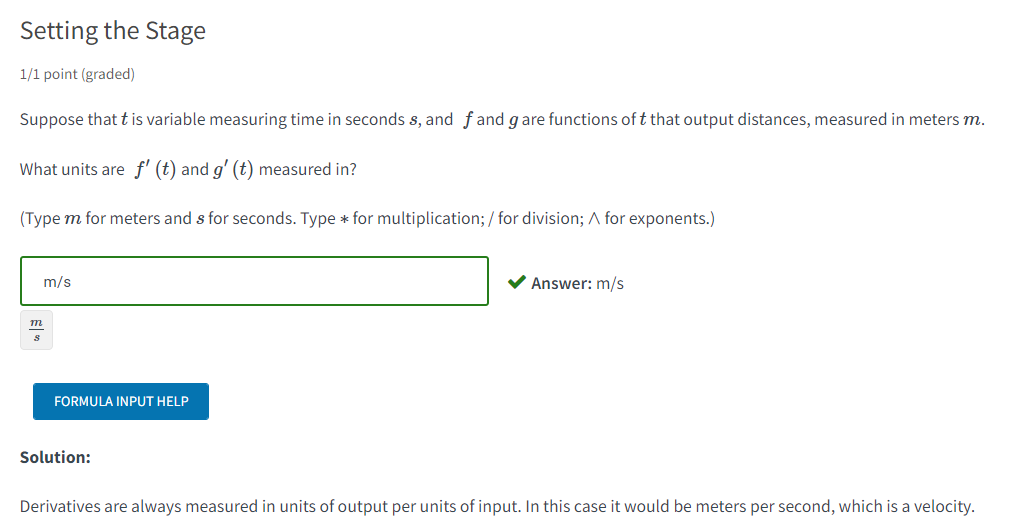 Setting the Stage
1/1 point (graded)
Suppose that t is variable measuring time in seconds s, and f and g are functions of t that output distances, measured in meters m.
What units are f′ (t) and g′ (t) measured in?
(Type m for meters and s for seconds. Type ∗ for multiplication; / for division; ∧ for exponents.)
m/s
Answer: m/s
m
s
FORMULA INPUT HELP
Solution:
Derivatives are always measured in units of output per units of input. In this case it would be meters per second, which is a velocity.